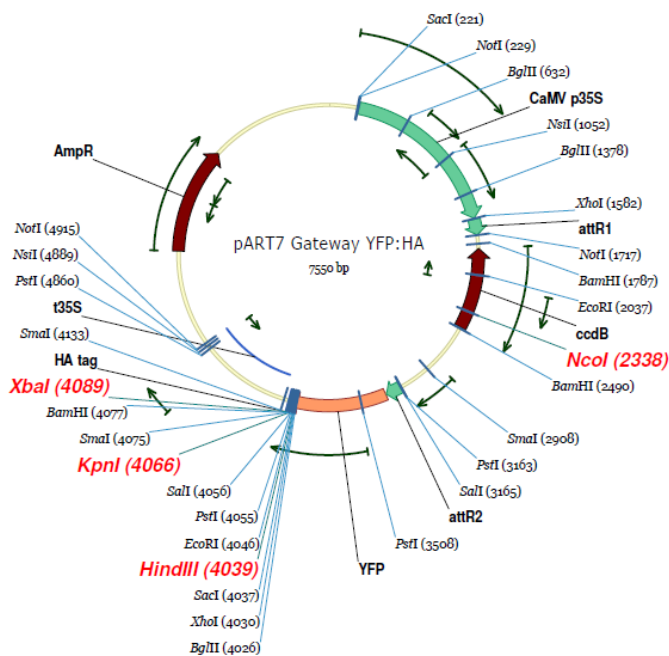 SacI (221)
NotI (229)
BglII (632)
CaMV p35S
NsiI (1052)
BglII (1378)
XhoI (1582)
attR1
NotI (1717)
BamHI (1787)
EcoRI (2037)
ccdB
NcoI (2338)
BamHI (2490)
SmaI (2908)
PstI (3163)
SalI (3165)
attR2
PstI (3508)
YFP
BglII (4026)
XhoI (4030)
SacI (4037)
HindIII (4039)
EcoRI (4046)
PstI (4055)
SalI (4056)
KpnI (4066)
SmaI (4075)
BamHI (4077)
XbaI (4089)
HA tag
SmaI (4133)
t35S
PstI (4860)
NsiI (4889)
NotI (4915)
AmpR
pART7 Gateway YFP:HA
7550 bp